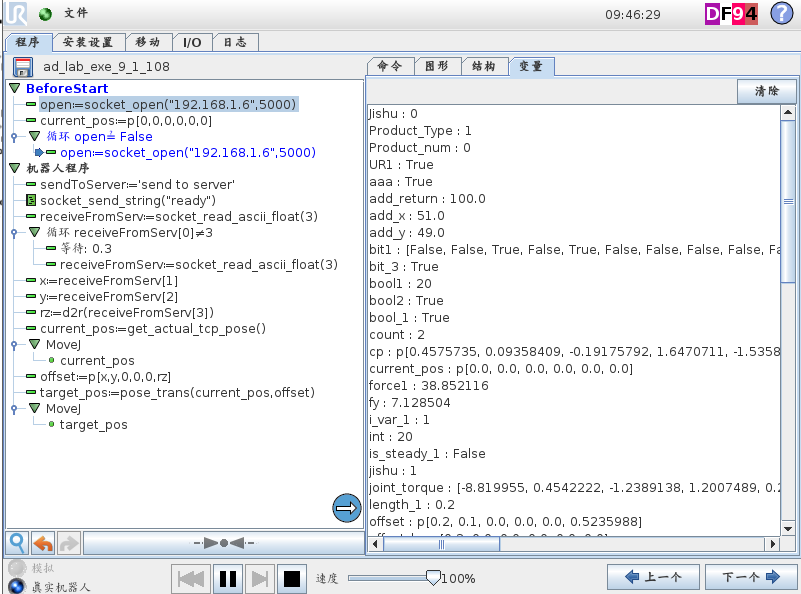 UR 文件 09:46:29 DF94 ?
程序 安装设置 移动 I/O 日志
ad_lab_exe_9_1_108
命令 图形 结构 变量
清除
BeforeStart
open:=socket_open("192.168.1.6",5000)
current_pos:=p[0,0,0,0,0,0]
循环 open≟ False
open:=socket_open("192.168.1.6",5000)
机器人程序
sendToServer:='send to server'
socket_send_string("ready")
receiveFromServ:=socket_read_ascii_float(3)
循环 receiveFromServ[0]≠3
等待: 0.3
receiveFromServ:=socket_read_ascii_float(3)
x:=receiveFromServ[1]
y:=receiveFromServ[2]
rz:=d2r(receiveFromServ[3])
current_pos:=get_actual_tcp_pose()
MoveJ
current_pos
offset:=p[x,y,0,0,0,rz]
target_pos:=pose_trans(current_pos,offset)
MoveJ
target_pos
Jishu : 0
Product_Type : 1
Product_num : 0
UR1 : True
aaa : True
add_return : 100.0
add_x : 51.0
add_y : 49.0
bit1 : [False, False, True, False, True, False, False, False, False, Fa
bit_3 : True
bool1 : 20
bool2 : True
bool_1 : True
count : 2
cp : p[0.4575735, 0.09358409, -0.19175792, 1.6470711, -1.5358
current_pos : p[0.0, 0.0, 0.0, 0.0, 0.0, 0.0]
force1 : 38.852116
fy : 7.128504
i_var_1 : 1
int : 20
is_steady_1 : False
jishu : 1
joint_torque : [-8.819955, 0.4542222, -1.2389138, 1.2007489, 0.2
length_1 : 0.2
offset : p[0.2, 0.1, 0.0, 0.0, 0.0, 0.5235988]
模拟
真实机器人
速度 100%
上一个 下一个